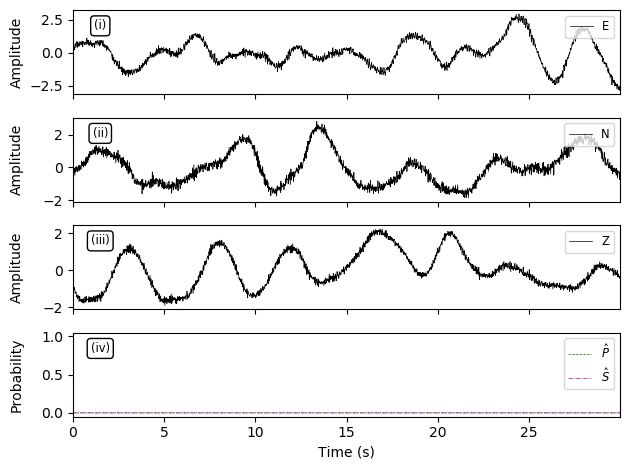 (i)
E
Amplitude
2.5
0.0
−2.5
(ii)
N
Amplitude
2
0
−2
(iii)
Z
Amplitude
2
0
−2
(iv)
P̂
Ŝ
Probability
1.0
0.5
0.0
0 5 10 15 20 25
Time (s)